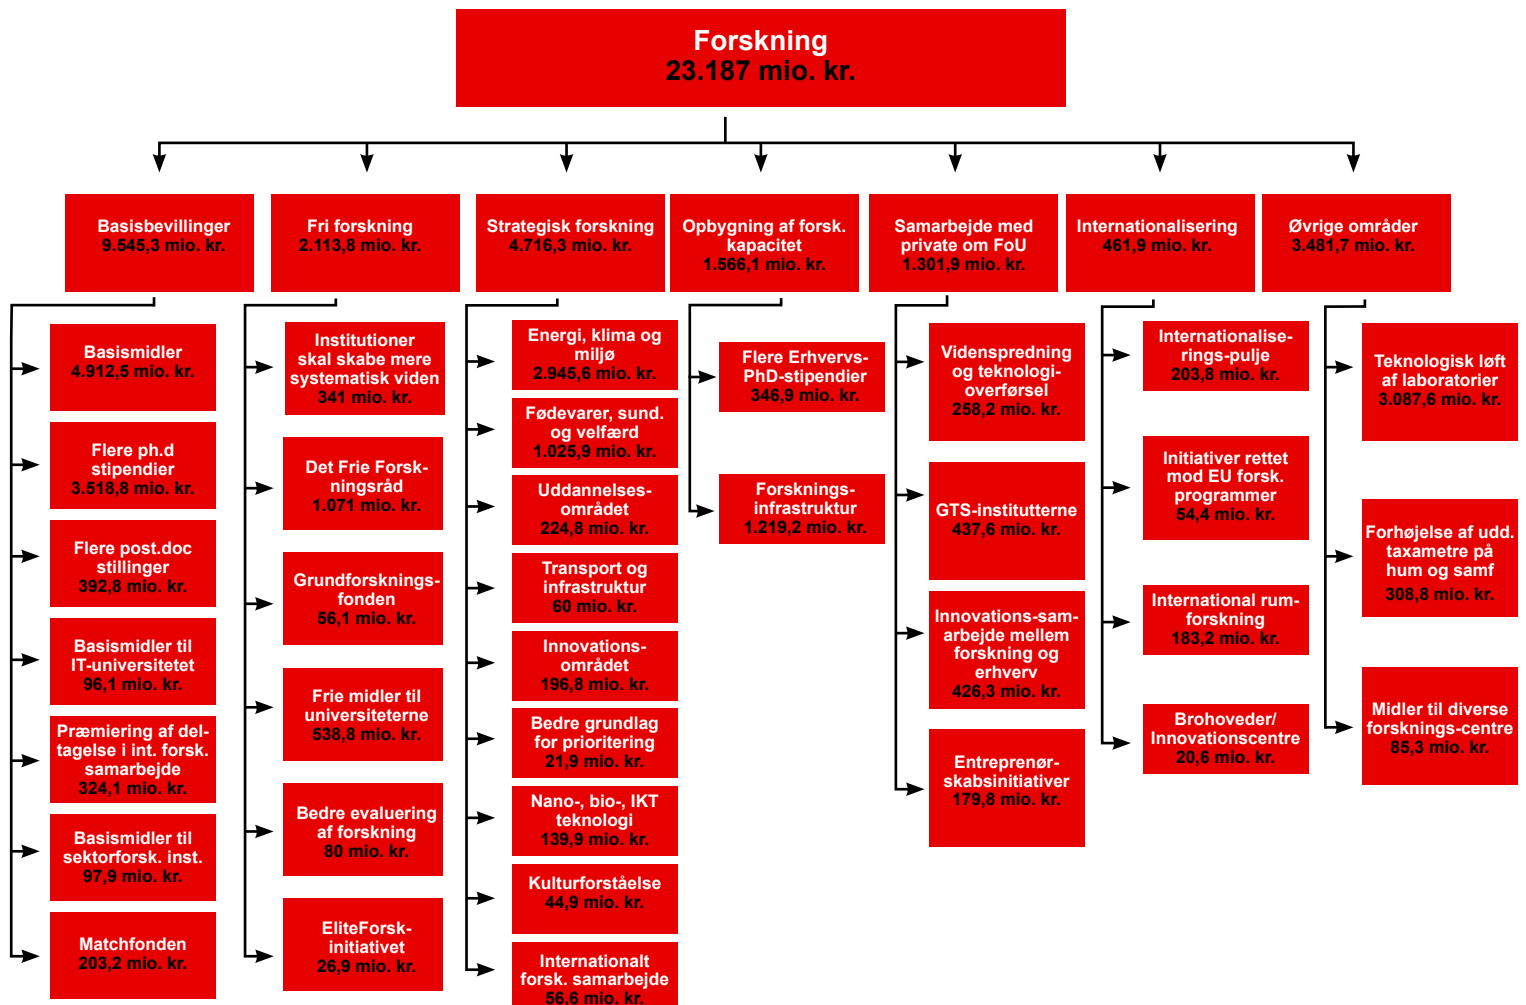 Forskning
23.187 mio. kr.
Basisbevillinger
9.545,3 mio. kr.
Fri forskning
2.113,8 mio. kr.
Strategisk forskning
4.716,3 mio. kr.
Opbygning af forsk.
kapacitet
1.566,1 mio. kr.
Samarbejde med
private om FoU
1.301,9 mio. kr.
Internationalisering
461,9 mio. kr.
Øvrige områder
3.481,7 mio. kr.
Basismidler
4.912,5 mio. kr.
Flere ph.d
stipendier
3.518,8 mio. kr.
Flere post.doc
stillinger
392,8 mio. kr.
Basismidler til
IT-universitetet
96,1 mio. kr.
Præmiering af del-
tagelse i int. forsk.
samarbejde
324,1 mio. kr.
Basismidler til
sektorforsk. inst.
97,9 mio. kr.
Matchfonden
203,2 mio. kr.
Institutioner
skal skabe mere
systematisk viden
341 mio. kr.
Det Frie Forsk-
ningsråd
1.071 mio. kr.
Grundforsknings-
fonden
56,1 mio. kr.
Frie midler til
universiteterne
538,8 mio. kr.
Bedre evaluering
af forskning
80 mio. kr.
EliteForsk-
initiativet
26,9 mio. kr.
Energi, klima og
miljø
2.945,6 mio. kr.
Fødevarer, sund.
og velfærd
1.025,9 mio. kr.
Uddannelses-
området
224,8 mio. kr.
Transport og
infrastruktur
60 mio. kr.
Innovations-
området
196,8 mio. kr.
Bedre grundlag
for prioritering
21,9 mio. kr.
Nano-, bio-, IKT
teknologi
139,9 mio. kr.
Kulturforståelse
44,9 mio. kr.
Internationalt
forsk. samarbejde
56.6 mio. kr.
Flere Erhvervs-
PhD-stipendier
346,9 mio. kr.
Forsknings-
infrastruktur
1.219,2 mio. kr.
Videnspredning
og teknologi-
overførsel
258,2 mio. kr.
GTS-institutterne
437,6 mio. kr.
Innovations-sam-
arbejde mellem
forskning og
erhverv
426,3 mio. kr.
Entreprenør-
skabsinitiativer
179,8 mio. kr.
Internationalise-
rings-pulje
203,8 mio. kr.
Initiativer rettet
mod EU forsk.
programmer
54,4 mio. kr.
International rum-
forskning
183,2 mio. kr.
Brohoveder/
Innovationscentre
20,6 mio. kr.
Teknologisk løft
af laboratorier
3.087,6 mio. kr.
Forhøjelse af udd.
taxametre på
hum og samf
308,8 mio. kr.
Midler til diverse
forsknings-centre
85,3 mio. kr.